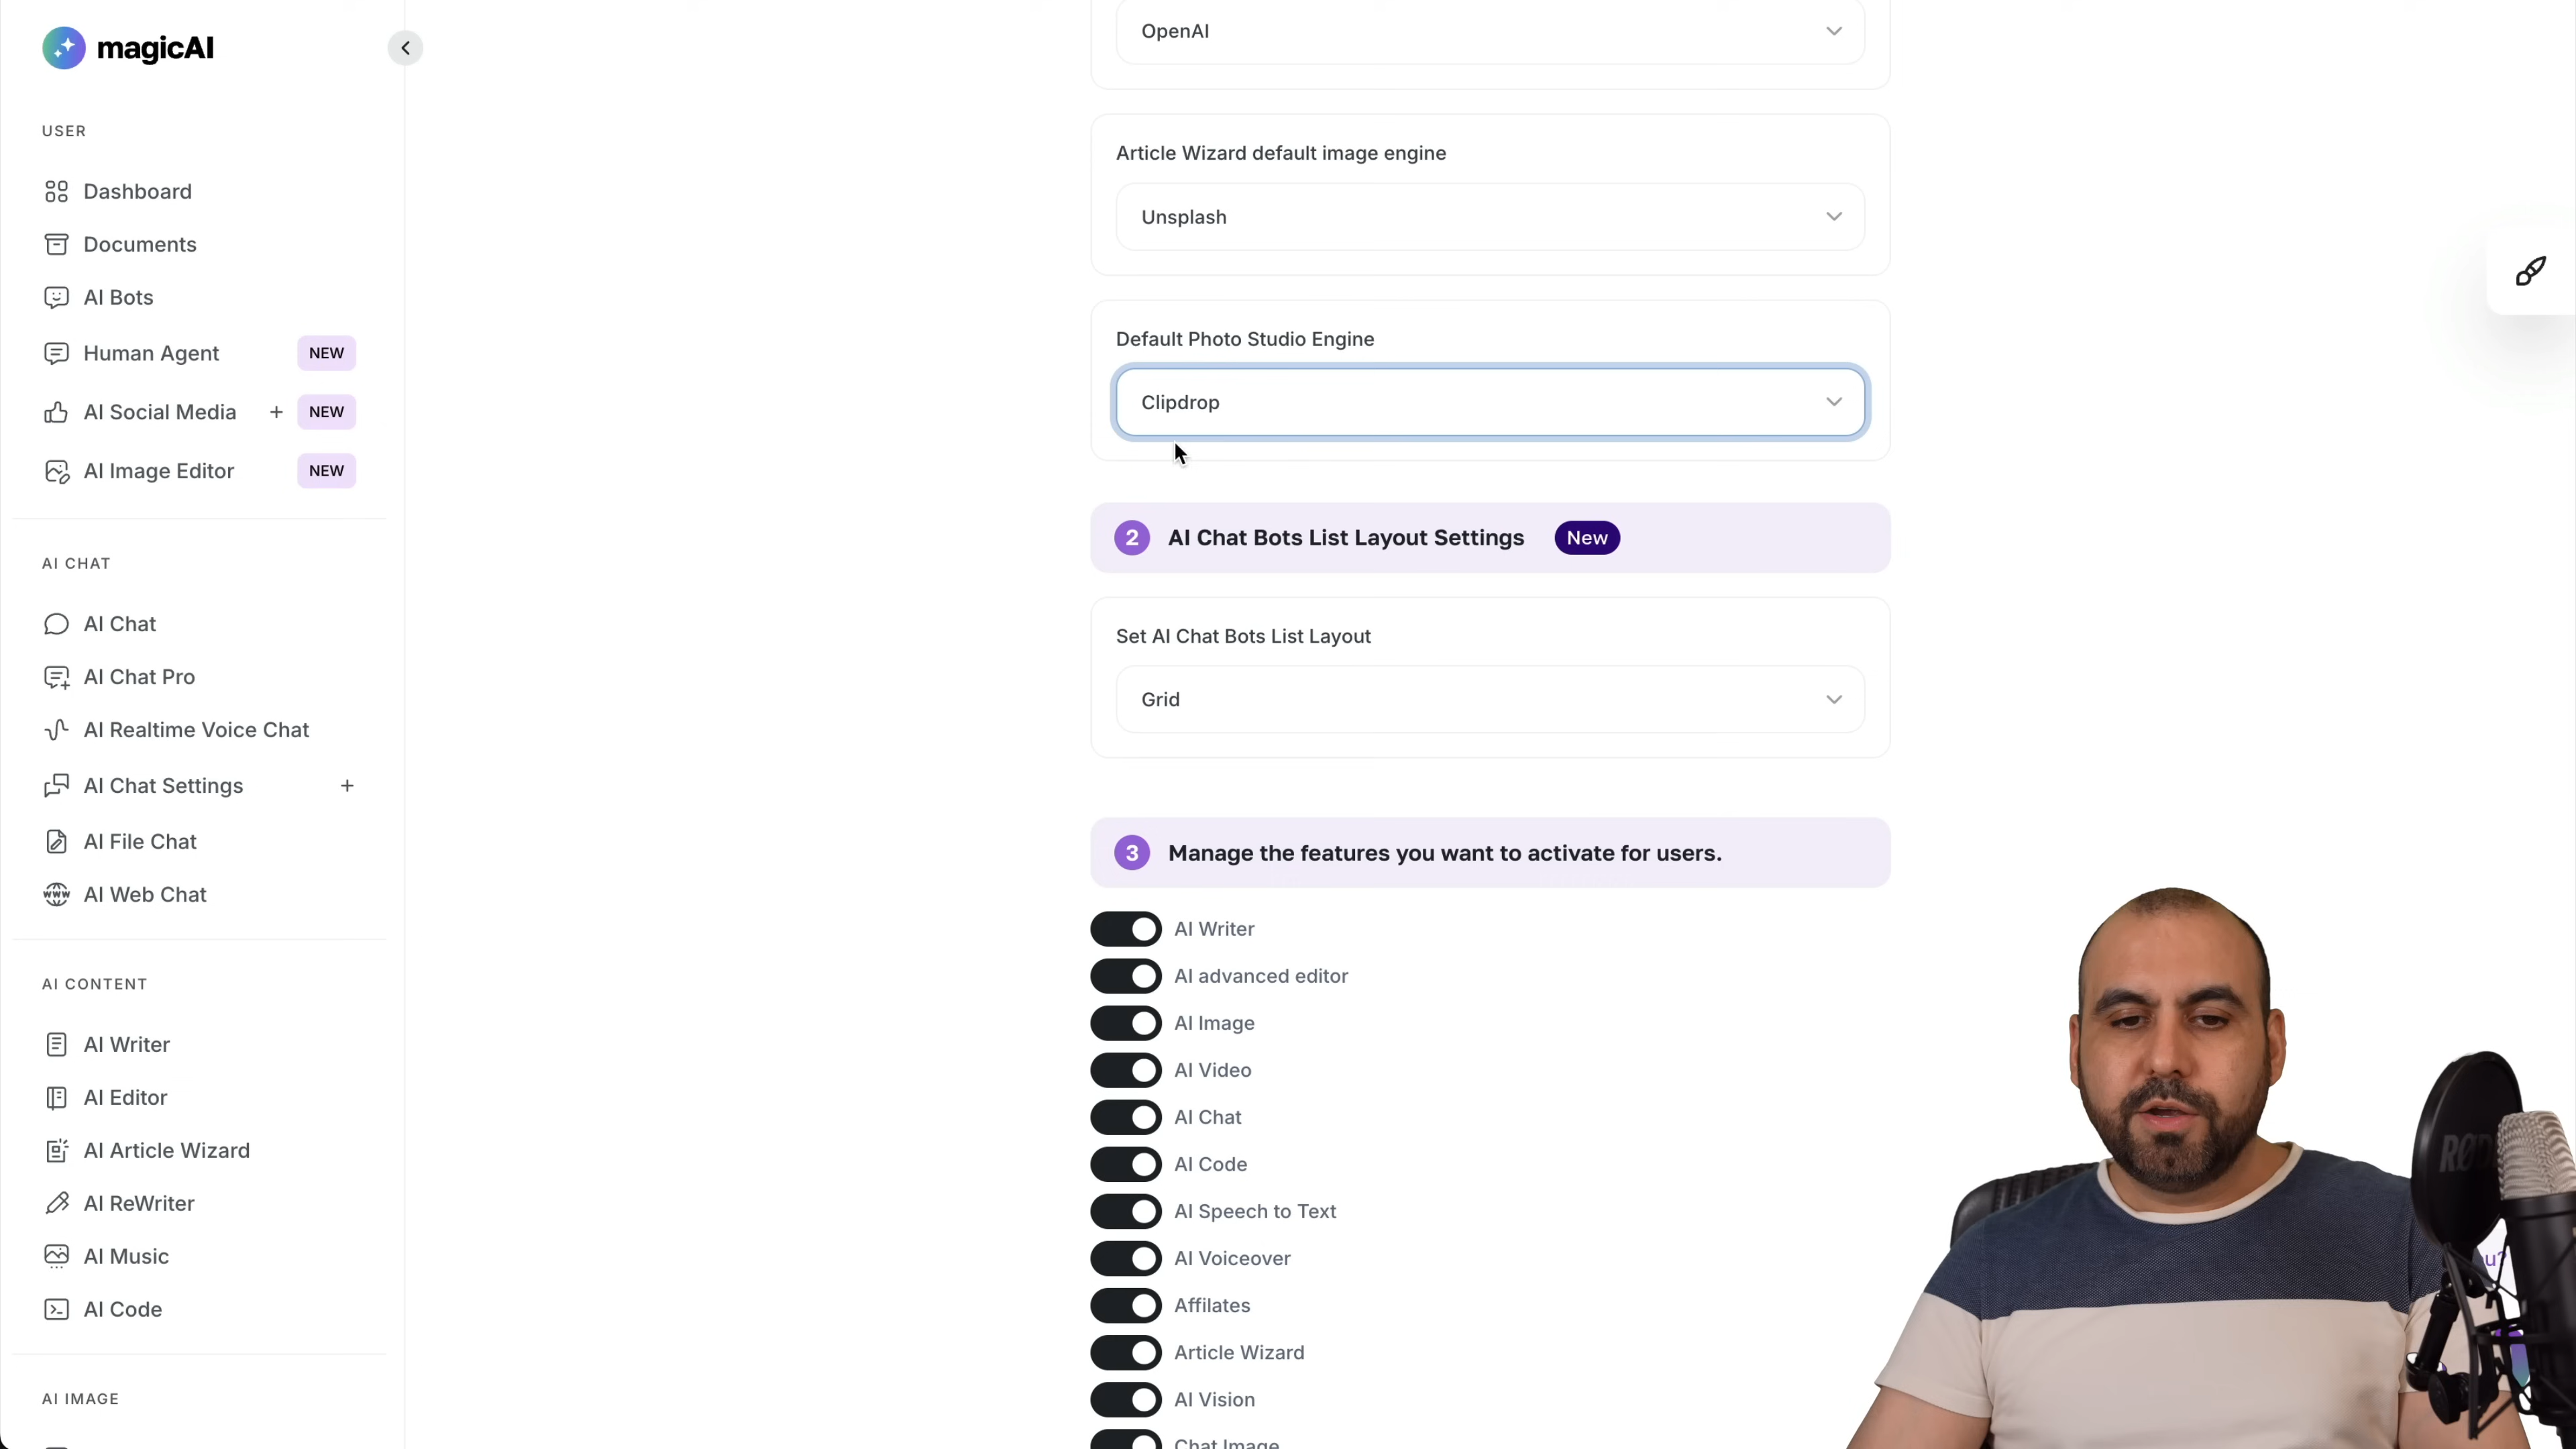 magicAI
USER
Dashboard
Documents
AI Bots
Human Agent NEW
AI Social Media + NEW
AI Image Editor NEW
AI CHAT
AI Chat
AI Chat Pro
AI Realtime Voice Chat
AI Chat Settings +
AI File Chat
AI Web Chat
AI CONTENT
AI Writer
AI Editor
AI Article Wizard
AI ReWriter
AI Music
AI Code
AI IMAGE
OpenAI
Article Wizard default image engine
Unsplash
Default Photo Studio Engine
Clipdrop
2 AI Chat Bots List Layout Settings New
Set AI Chat Bots List Layout
Grid
3 Manage the features you want to activate for users.
AI Writer
AI advanced editor
AI Image
AI Video
AI Chat
AI Code
AI Speech to Text
AI Voiceover
Affilates
Article Wizard
AI Vision
Chat Image